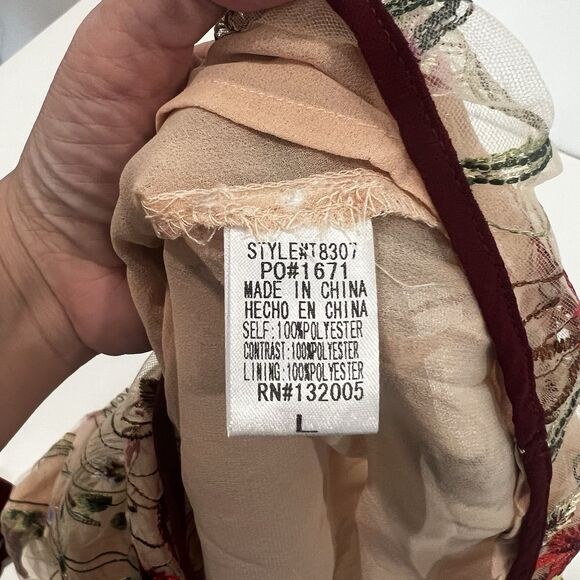 STYLE#T8307
PO#1671
MADE IN CHINA
HECHO EN CHINA
SELF:100%POLYESTER
CONTRAST:100%POLYESTER
LINING:100%POLYESTER
RN#132005
L